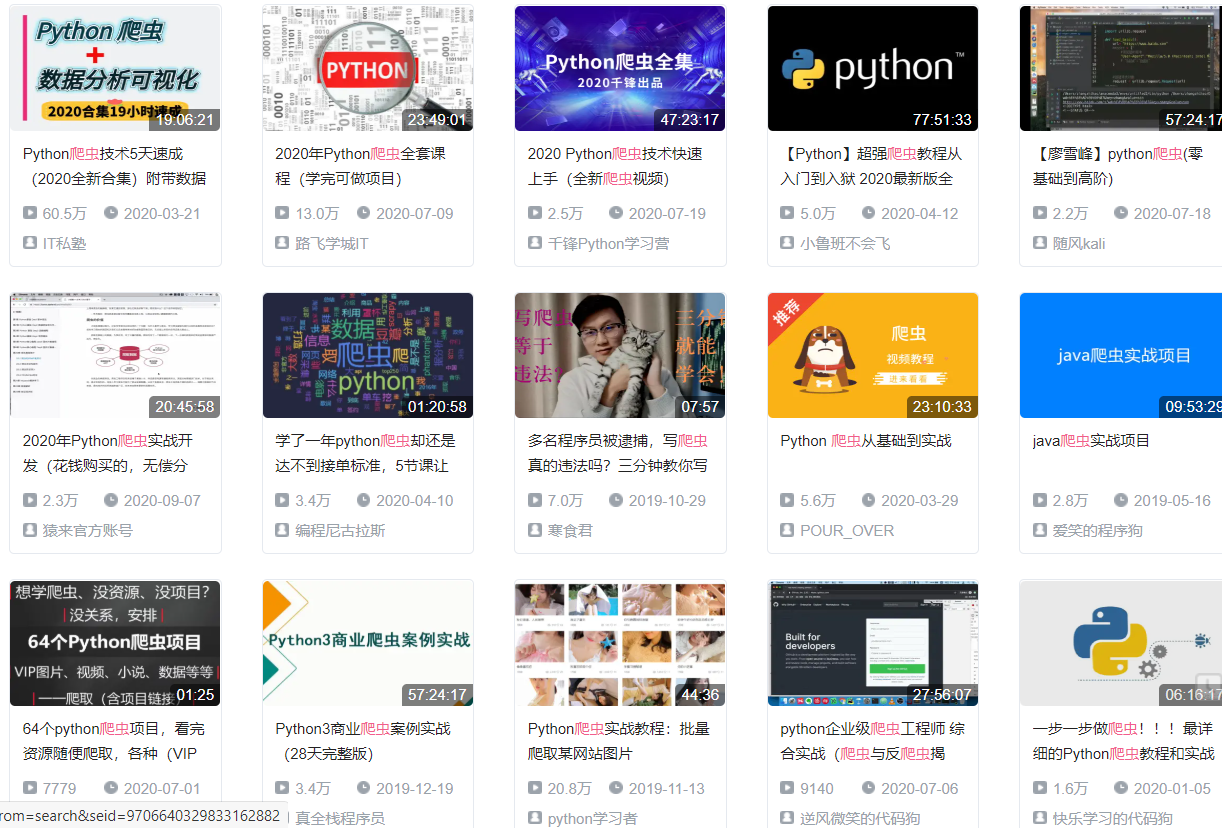 Python 爬虫
+
数据分析可视化
2020合集19小时速成
19:06:21
PYTHON
23:49:01
Python爬虫全集
2020千锋出品
47:23:17
python™
77:51:33
57:24:17
Python爬虫技术5天速成
（2020全新合集）附带数据
60.5万 2020-03-21
IT私塾
2020年Python爬虫全套课
程（学完可做项目）
13.0万 2020-07-09
路飞学城IT
2020 Python爬虫技术快速
上手（全新爬虫视频）
2.5万 2020-07-19
千锋Python学习营
【Python】超强爬虫教程从
入门到入狱 2020最新版全
5.0万 2020-04-12
小鲁班不会飞
【廖雪峰】python爬虫(零
基础到高阶)
2.2万 2020-07-18
随风kali
20:45:58
数据
爬虫
python
信息
利用
分析
网络
01:20:58
写爬虫
等于
违法？
三分钟
就能
学会
07:57
推荐
爬虫
视频教程
进来看看
23:10:33
java爬虫实战项目
09:53:29
2020年Python爬虫实战开
发（花钱购买的，无偿分
2.3万 2020-09-07
猿来官方账号
学了一年python爬虫却还是
达不到接单标准，5节课让
3.4万 2020-04-10
编程尼古拉斯
多名程序员被逮捕，写爬虫
真的违法吗？三分钟教你写
7.0万 2019-10-29
寒食君
Python 爬虫从基础到实战
5.6万 2020-03-29
POUR_OVER
java爬虫实战项目
2.8万 2019-05-16
爱笑的程序狗
想学爬虫、没资源、没项目？
没关系，安排
64个Python爬虫项目
VIP图片、视频、小说、数据等等
——爬取（含项目链接）
01:25
Python3商业爬虫案例实战
57:24:17
44:36
Built for
developers
27:56:07
06:16:17
64个python爬虫项目，看完
资源随便爬取，各种（VIP
7779 2020-07-01
Python3商业爬虫案例实战
（28天完整版）
3.4万 2019-12-19
真全栈程序员
Python爬虫实战教程：批量
爬取某网站图片
20.8万 2019-11-13
python学习者
python企业级爬虫工程师 综
合实战（爬虫与反爬虫揭
9140 2020-07-06
逆风微笑的代码狗
一步一步做爬虫！！！最详
细的Python爬虫教程和实战
1.6万 2020-01-05
快乐学习的代码狗
rom=search&seid=9706640329833162882